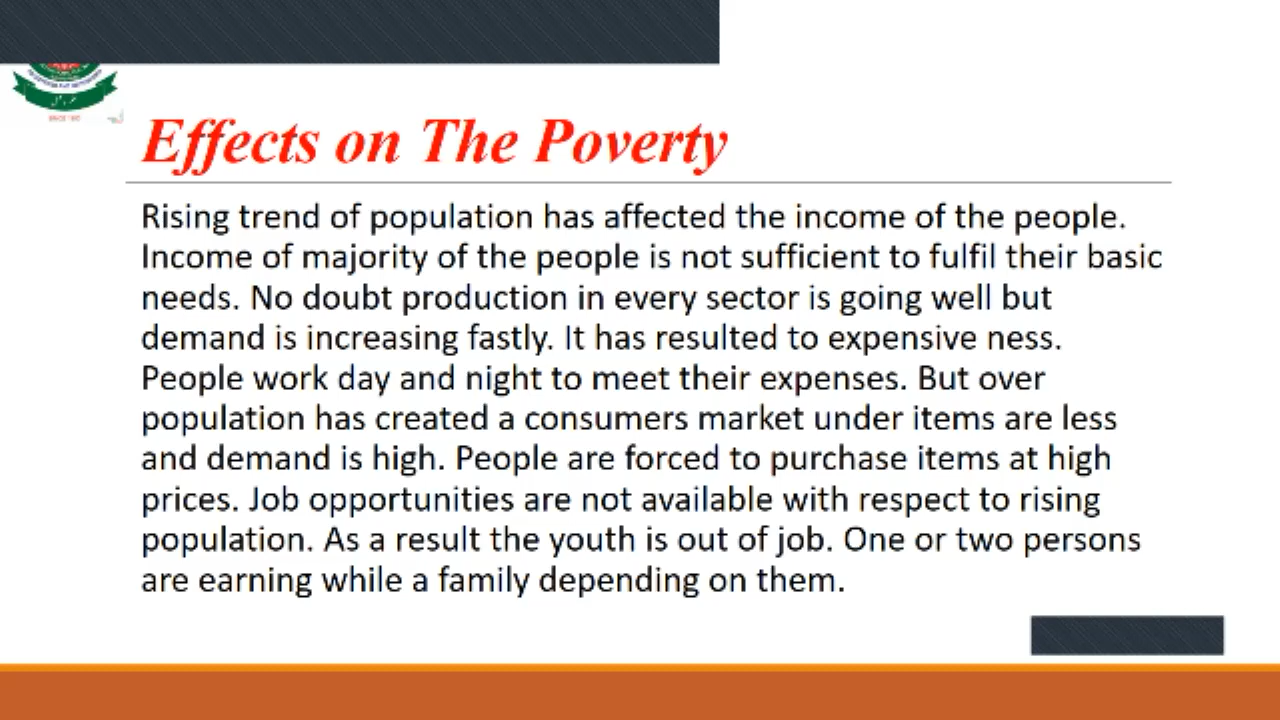 Effects on The Poverty
Rising trend of population has affected the income of the people.
Income of majority of the people is not sufficient to fulfil their basic
needs. No doubt production in every sector is going well but
demand is increasing fastly. It has resulted to expensive ness.
People work day and night to meet their expenses. But over
population has created a consumers market under items are less
and demand is high. People are forced to purchase items at high
prices. Job opportunities are not available with respect to rising
population. As a result the youth is out of job. One or two persons
are earning while a family depending on them.